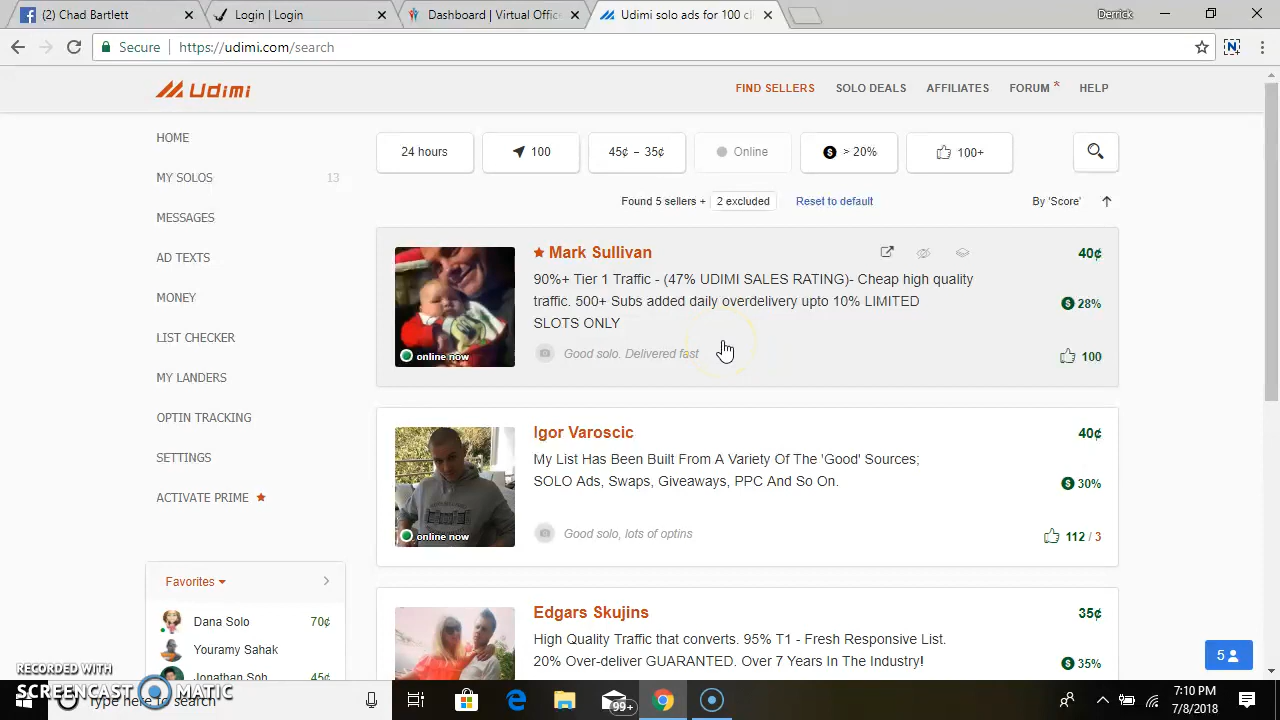 (2) Chad Bartlett
Login | Login
Dashboard | Virtual Offic
Udimi solo ads for 100 cl
Derrick
Secure
https://udimi.com/search
Udimi
FIND SELLERS
SOLO DEALS
AFFILIATES
FORUM *
HELP
HOME
MY SOLOS 13
MESSAGES
AD TEXTS
MONEY
LIST CHECKER
MY LANDERS
OPTIN TRACKING
SETTINGS
ACTIVATE PRIME
Favorites
Dana Solo 70¢
Youramy Sahak
Jonathan Sob 45¢
24 hours
100
45¢ – 35¢
Online
> 20%
100+
Found 5 sellers + 2 excluded
Reset to default
By 'Score'
Mark Sullivan
40¢
90%+ Tier 1 Traffic - (47% UDIMI SALES RATING)- Cheap high quality
traffic. 500+ Subs added daily overdelivery upto 10% LIMITED
SLOTS ONLY
28%
online now
Good solo. Delivered fast
100
Igor Varoscic
40¢
My List Has Been Built From A Variety Of The 'Good' Sources;
SOLO Ads, Swaps, Giveaways, PPC And So On.
30%
online now
Good solo, lots of optins
112 / 3
Edgars Skujins
35¢
High Quality Traffic that converts. 95% T1 - Fresh Responsive List.
20% Over-deliver GUARANTED. Over 7 Years In The Industry!
35%
5
RECORDED WITH
SCREENCAST MATIC
Type here to search
99+
7:10 PM
7/8/2018